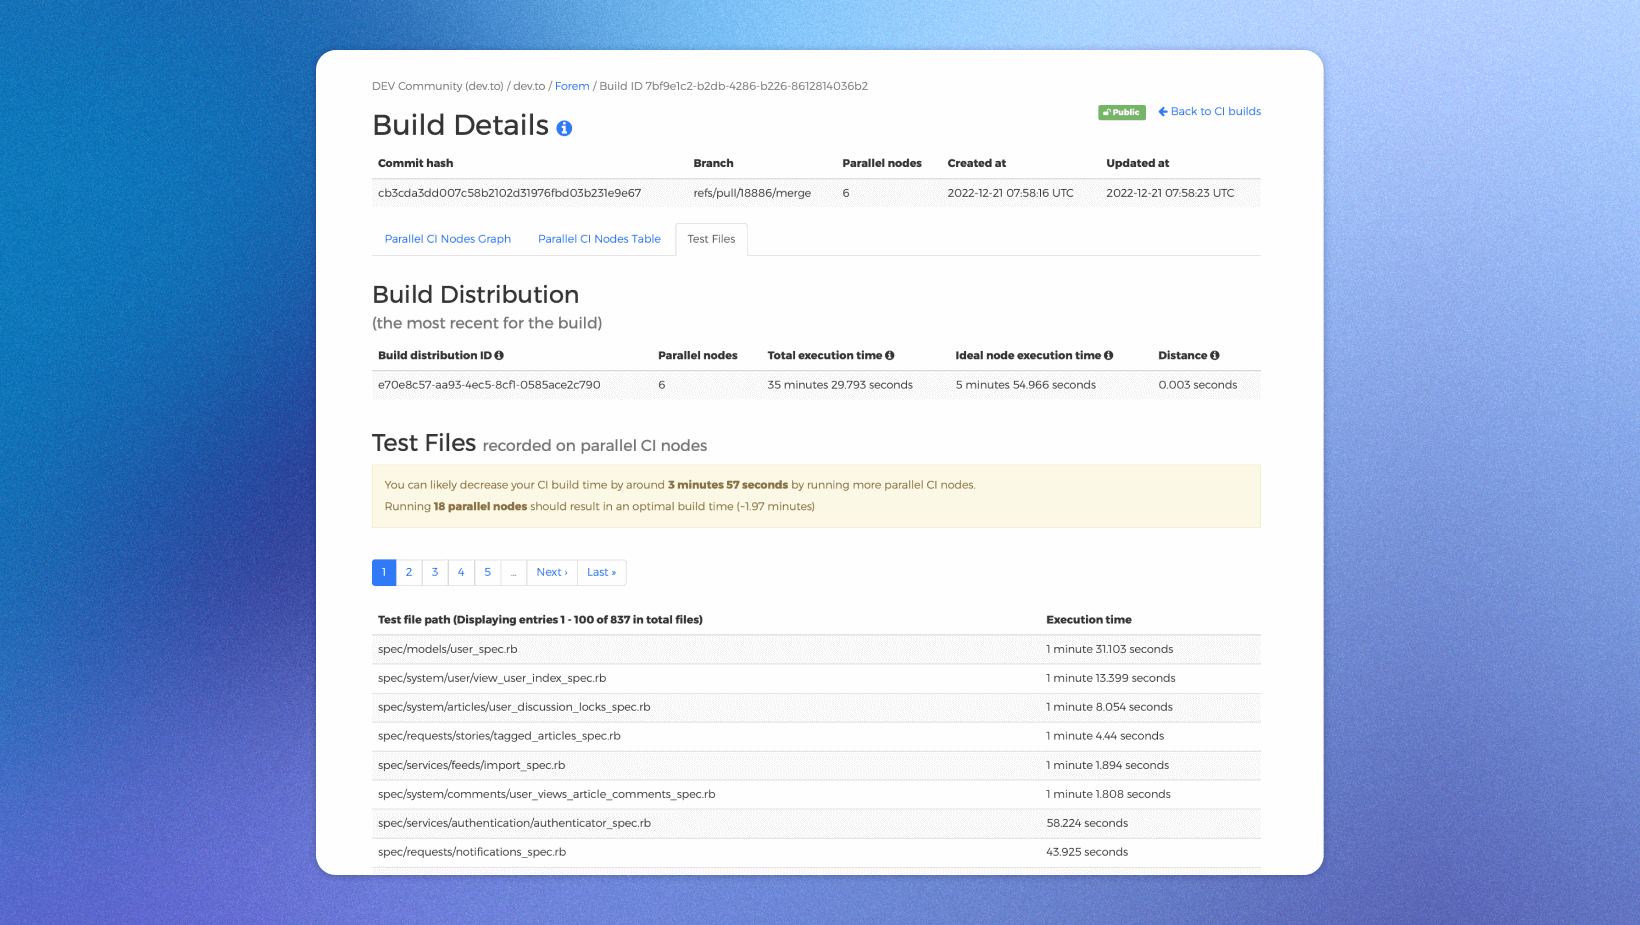 DEV Community (dev.to) / dev.to / Forem / Build ID 7bf9e1c2-b2db-4286-b226-8612814036b2
Public
Back to CI builds
Build Details
Commit hash Branch Parallel nodes Created at Updated at
cb3cda3dd007c58b2102d31976fbd03b231e9e67 refs/pull/18886/merge 6 2022-12-21 07:58:16 UTC 2022-12-21 07:58:23 UTC
Parallel CI Nodes Graph Parallel CI Nodes Table Test Files
Build Distribution
(the most recent for the build)
Build distribution ID Parallel nodes Total execution time Ideal node execution time Distance
e70e8c57-aa93-4ec5-8cf1-0585ace2c790 6 35 minutes 29.793 seconds 5 minutes 54.966 seconds 0.003 seconds
Test Files recorded on parallel CI nodes
You can likely decrease your CI build time by around 3 minutes 57 seconds by running more parallel CI nodes.
Running 18 parallel nodes should result in an optimal build time (~1.97 minutes)
1 2 3 4 5 … Next › Last »
Test file path (Displaying entries 1 - 100 of 837 in total files) Execution time
spec/models/user_spec.rb 1 minute 31.103 seconds
spec/system/user/view_user_index_spec.rb 1 minute 13.399 seconds
spec/system/articles/user_discussion_locks_spec.rb 1 minute 8.054 seconds
spec/requests/stories/tagged_articles_spec.rb 1 minute 4.44 seconds
spec/services/feeds/import_spec.rb 1 minute 1.894 seconds
spec/system/comments/user_views_article_comments_spec.rb 1 minute 1.808 seconds
spec/services/authentication/authenticator_spec.rb 58.224 seconds
spec/requests/notifications_spec.rb 43.925 seconds